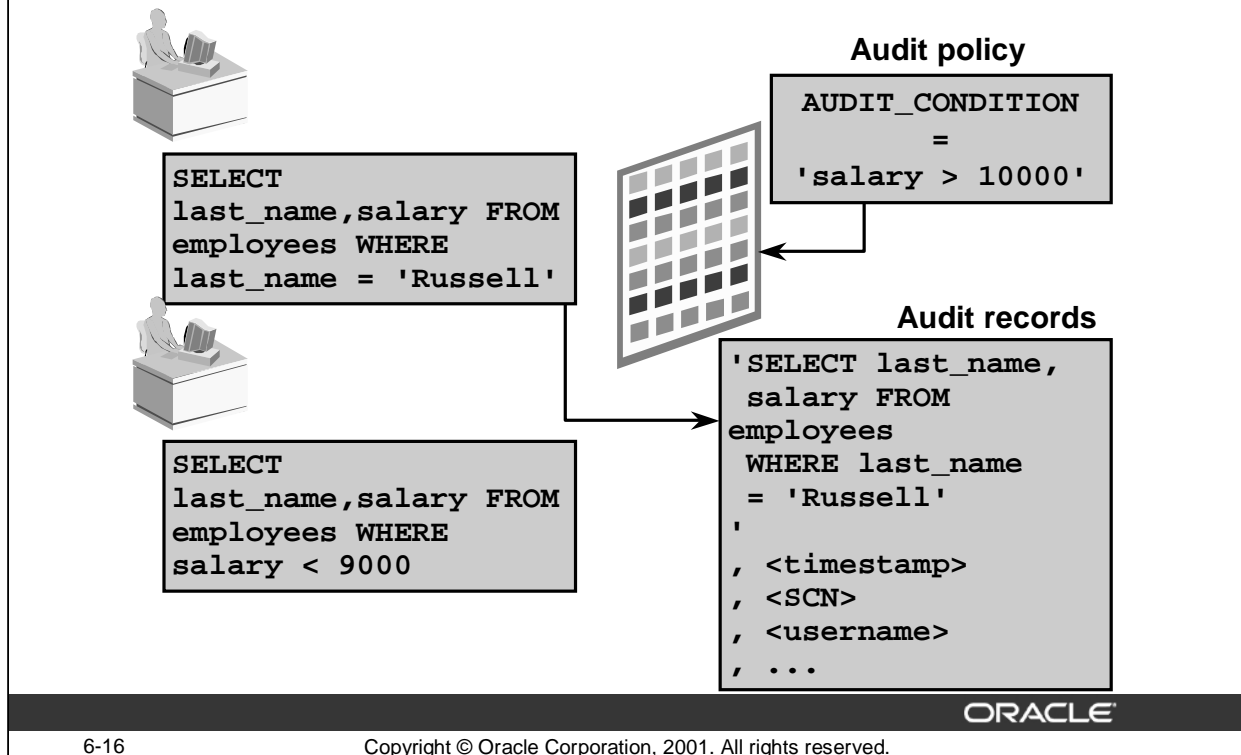 Audit policy
AUDIT_CONDITION
=
'salary > 10000'
SELECT
last_name,salary FROM
employees WHERE
last_name = 'Russell'
Audit records
'SELECT last_name,
salary FROM
employees
WHERE last_name
= 'Russell'
'
, <timestamp>
, <SCN>
, <username>
, ...
SELECT
last_name,salary FROM
employees WHERE
salary < 9000
ORACLE®
6-16
Copyright © Oracle Corporation, 2001. All rights reserved.